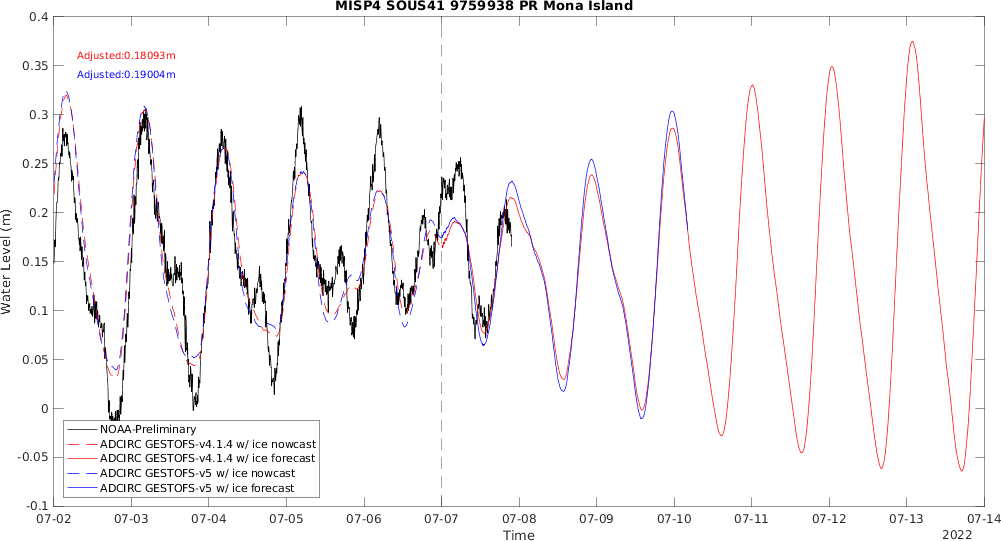 MISP4 SOUS41 9759938 PR Mona Island
Adjusted:0.18093m
Adjusted:0.19004m
0.4
0.35
0.3
0.25
0.2
0.15
0.1
0.05
0
-0.05
-0.1
Water Level (m)
NOAA-Preliminary
ADCIRC GESTOFS-v4.1.4 w/ ice nowcast
ADCIRC GESTOFS-v4.1.4 w/ ice forecast
ADCIRC GESTOFS-v5 w/ ice nowcast
ADCIRC GESTOFS-v5 w/ ice forecast
07-02 07-03 07-04 07-05 07-06 07-07 07-08 07-09 07-10 07-11 07-12 07-13 07-14
Time
2022